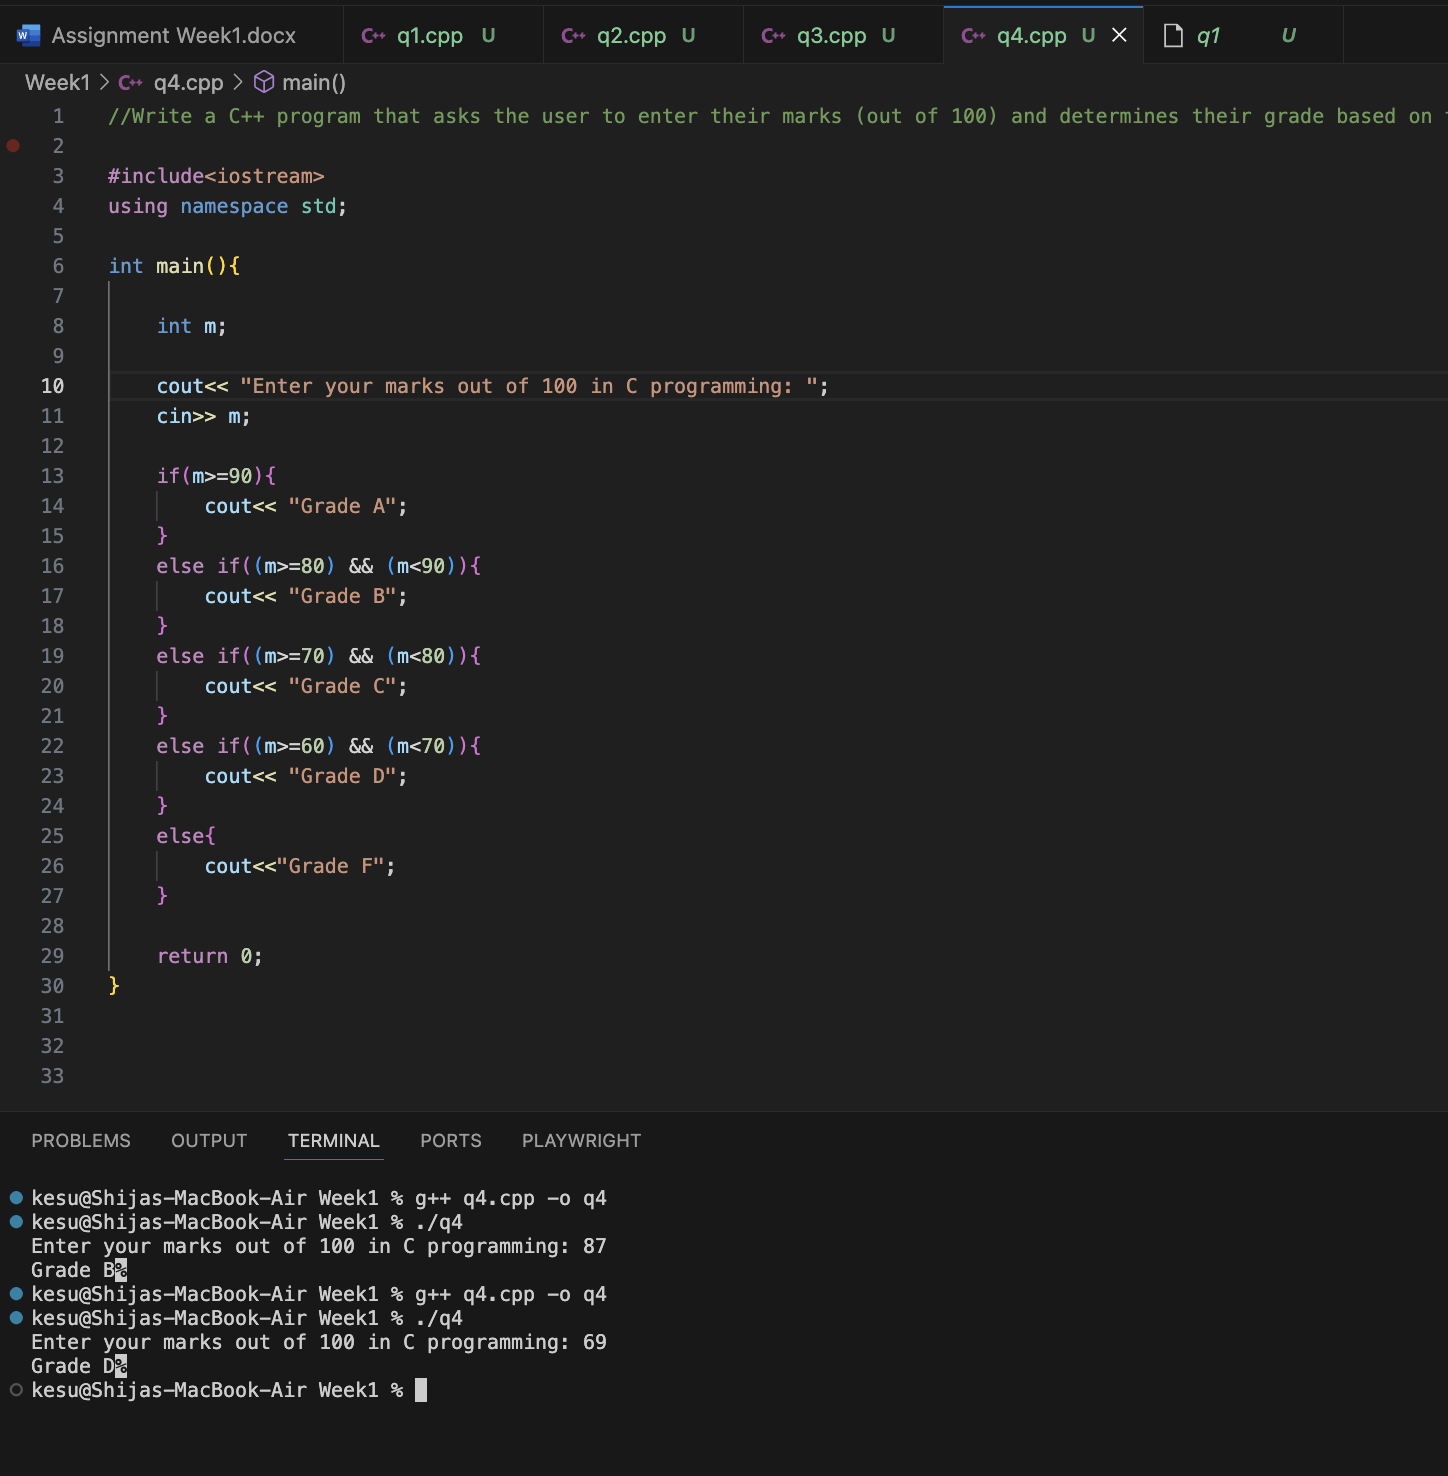 Assignment Week1.docx q1.cpp U q2.cpp U q3.cpp U q4.cpp U q1 U
Week1 > q4.cpp > main()
1 //Write a C++ program that asks the user to enter their marks (out of 100) and determines their grade based on
2
3 #include<iostream>
4 using namespace std;
5
6 int main(){
7
8 int m;
9
10 cout<< "Enter your marks out of 100 in C programming: ";
11 cin>> m;
12
13 if(m>=90){
14 cout<< "Grade A";
15 }
16 else if((m>=80) && (m<90)){
17 cout<< "Grade B";
18 }
19 else if((m>=70) && (m<80)){
20 cout<< "Grade C";
21 }
22 else if((m>=60) && (m<70)){
23 cout<< "Grade D";
24 }
25 else{
26 cout<<"Grade F";
27 }
28
29 return 0;
30 }
31
32
33
PROBLEMS OUTPUT TERMINAL PORTS PLAYWRIGHT
kesu@Shijas-MacBook-Air Week1 % g++ q4.cpp -o q4
kesu@Shijas-MacBook-Air Week1 % ./q4
Enter your marks out of 100 in C programming: 87
Grade B%
kesu@Shijas-MacBook-Air Week1 % g++ q4.cpp -o q4
kesu@Shijas-MacBook-Air Week1 % ./q4
Enter your marks out of 100 in C programming: 69
Grade D%
kesu@Shijas-MacBook-Air Week1 %